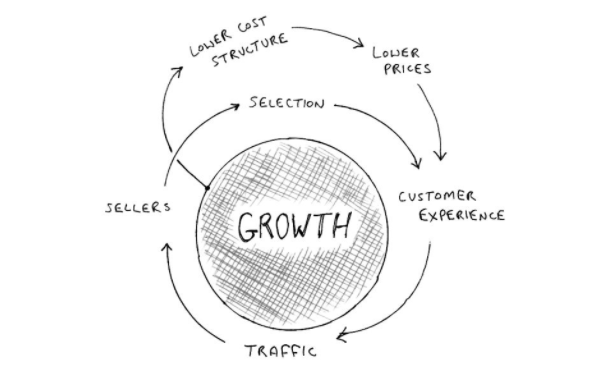 LOWER COST
STRUCTURE
LOWER
PRICES
SELECTION
SELLERS
GROWTH
CUSTOMER
EXPERIENCE
TRAFFIC